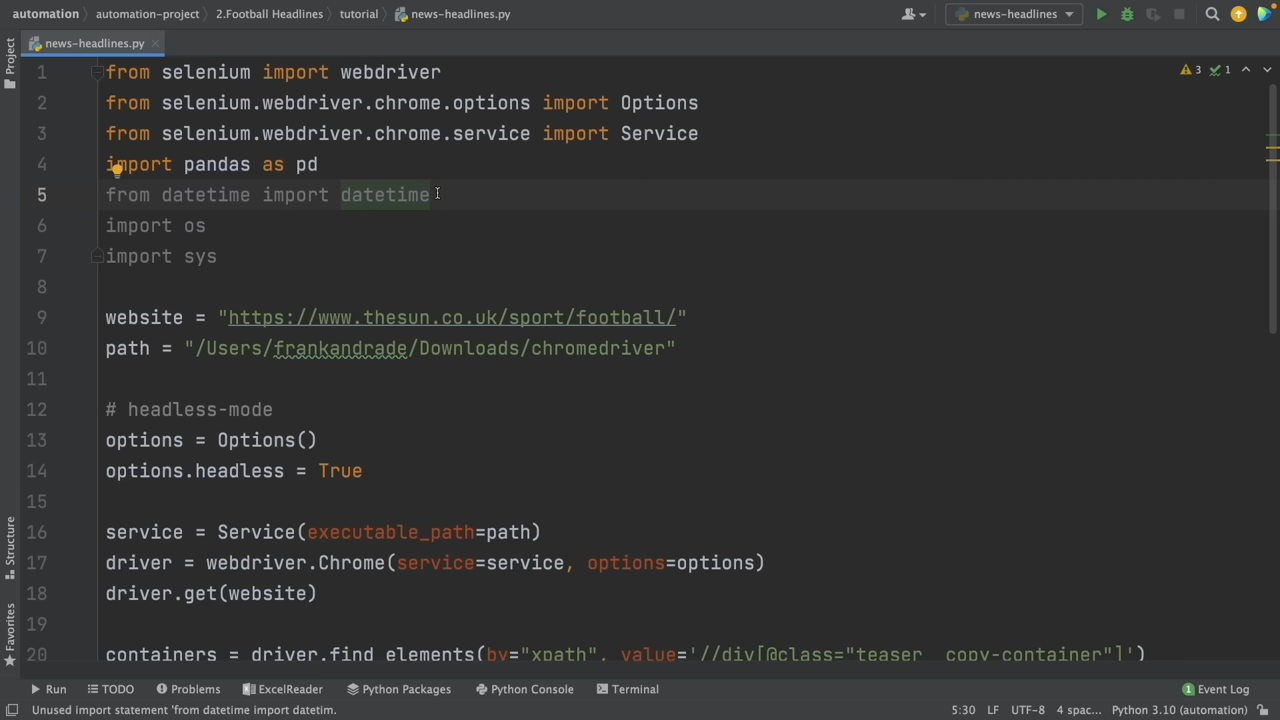 automation
automation-project
2.Football Headlines
tutorial
news-headlines.py
news-headlines
news-headlines.py
3
1
Project
Structure
Favorites
1 from selenium import webdriver
2 from selenium.webdriver.chrome.options import Options
3 from selenium.webdriver.chrome.service import Service
4 import pandas as pd
5 from datetime import datetime
6 import os
7 import sys
8
9 website = "https://www.thesun.co.uk/sport/football/"
10 path = "/Users/frankandrade/Downloads/chromedriver"
11
12 # headless-mode
13 options = Options()
14 options.headless = True
15
16 service = Service(executable_path=path)
17 driver = webdriver.Chrome(service=service, options=options)
18 driver.get(website)
19
20 containers = driver.find_elements(by="xpath", value='//div[@class="teaser__copy-container"]')
Run
TODO
Problems
ExcelReader
Python Packages
Python Console
Terminal
1 Event Log
Unused import statement 'from datetime import datetim.
5:30
LF
UTF-8
4 spac...
Python 3.10 (automation)